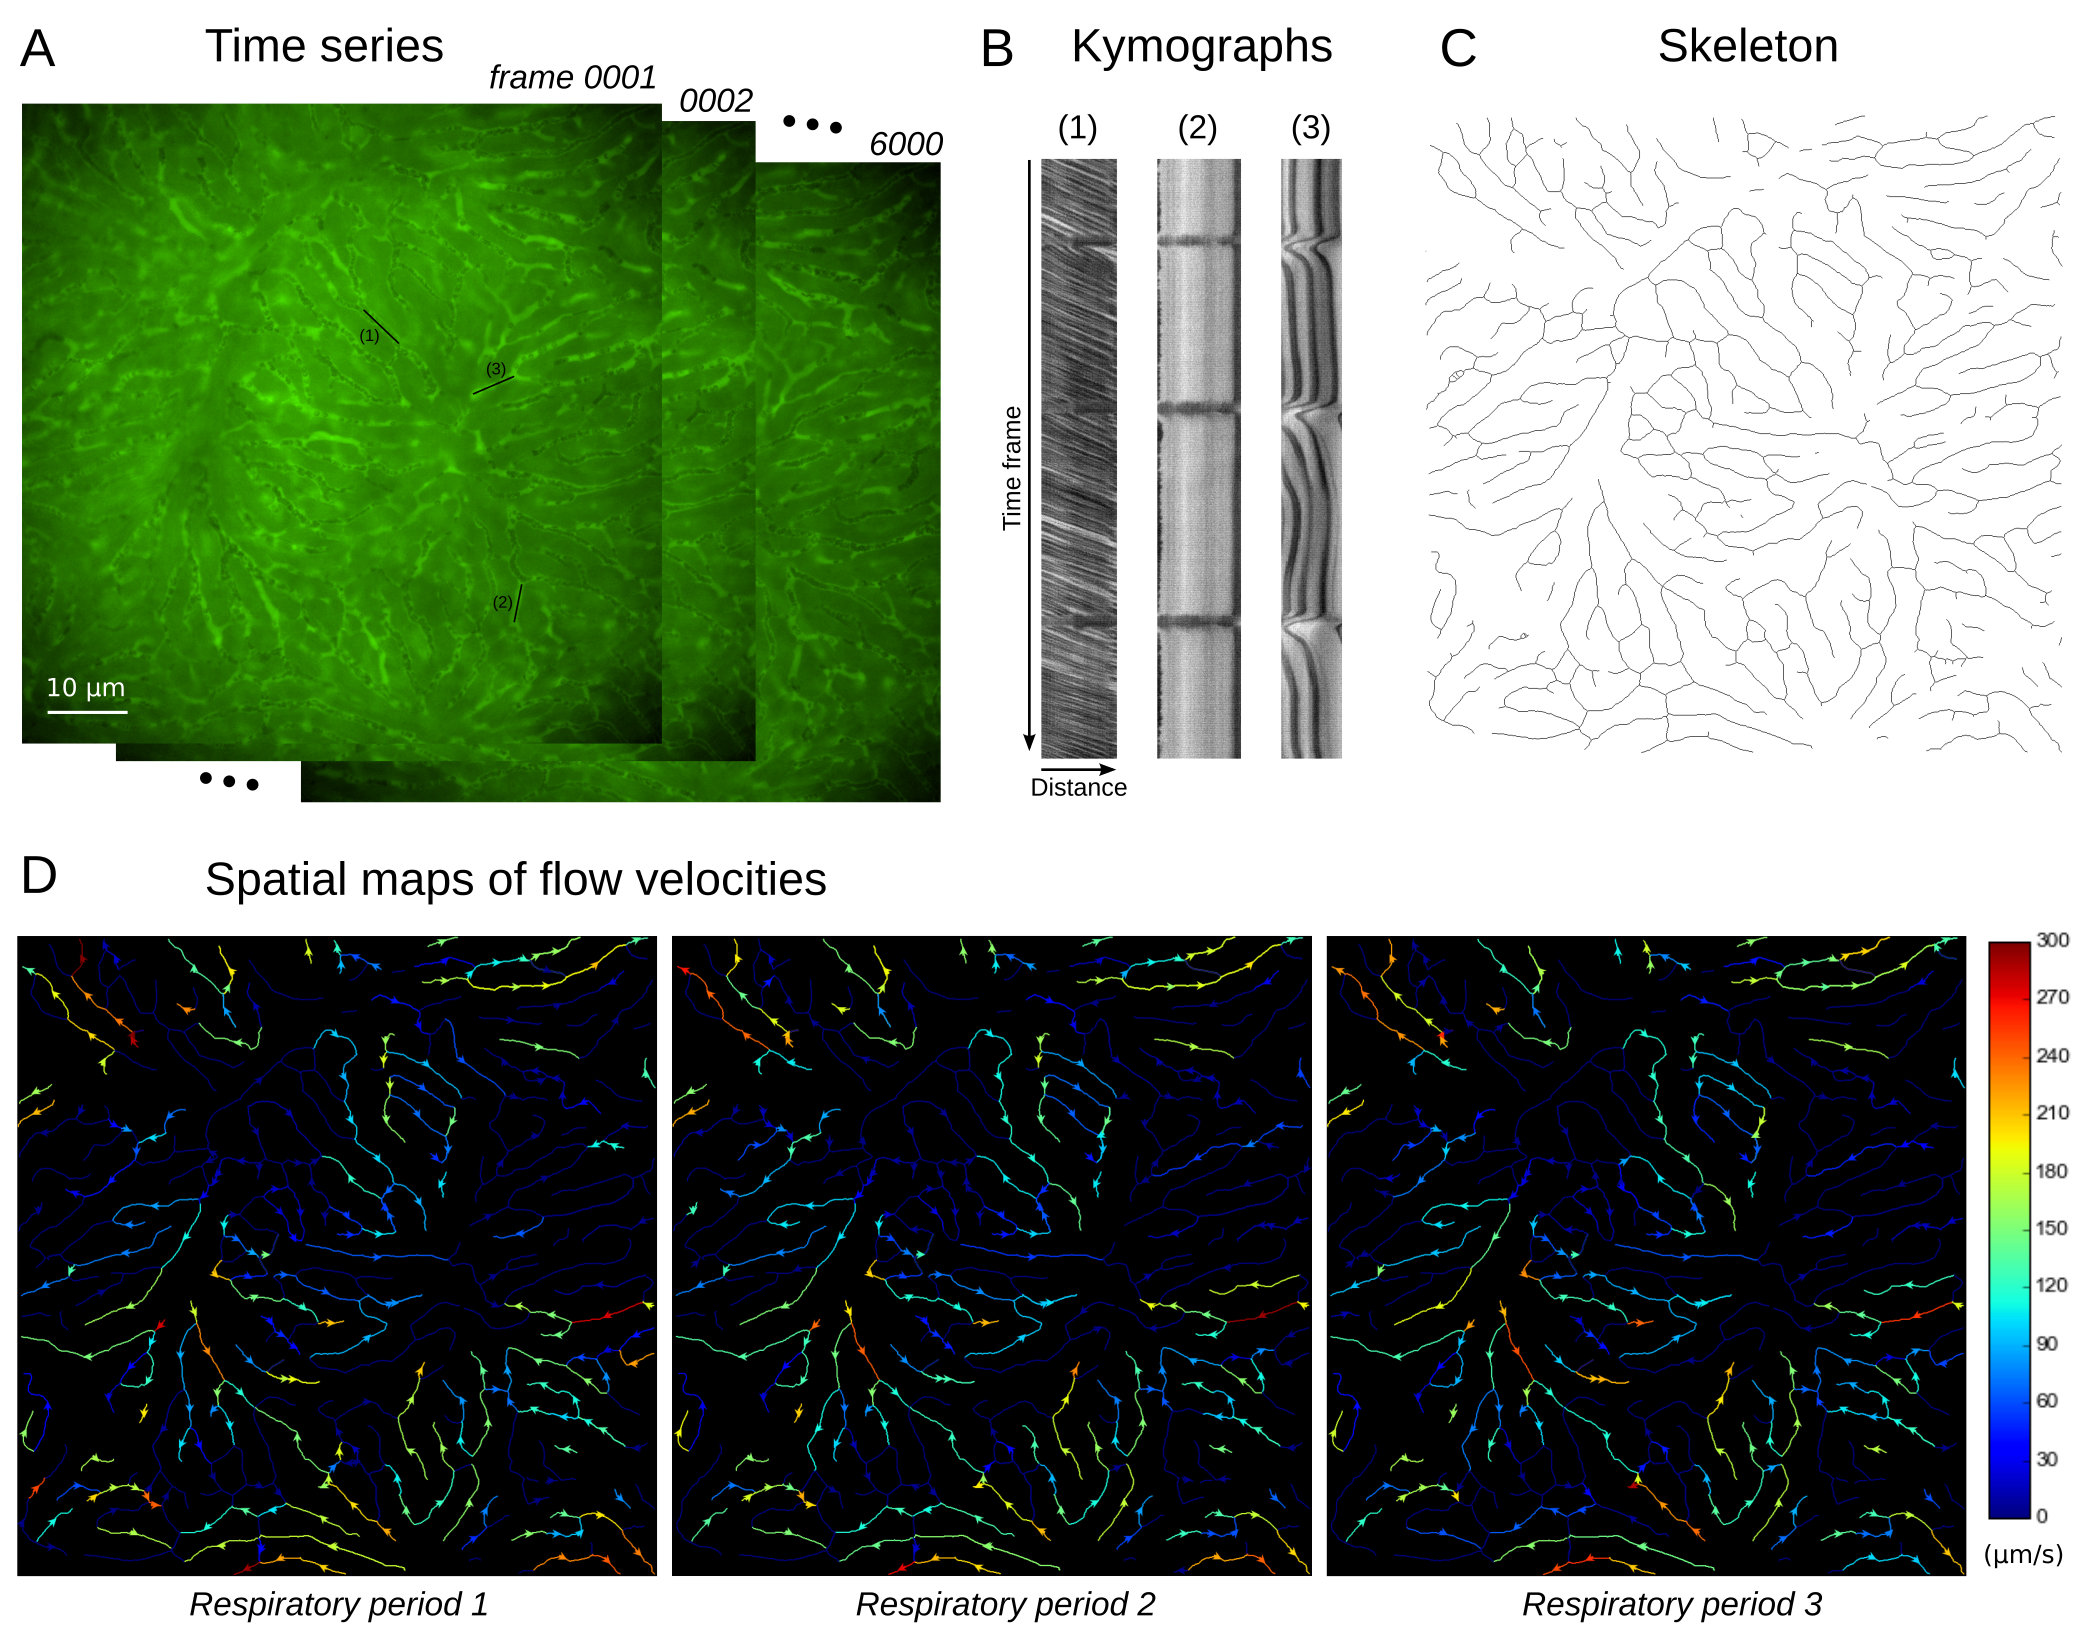 A
Time series
frame 0001
0002
6000
(1)
(3)
(2)
10 µm
B
Kymographs
(1)
(2)
(3)
Time frame
Distance
C
Skeleton
D
Spatial maps of flow velocities
300
270
240
210
180
150
120
90
60
30
0
(µm/s)
Respiratory period 1
Respiratory period 2
Respiratory period 3